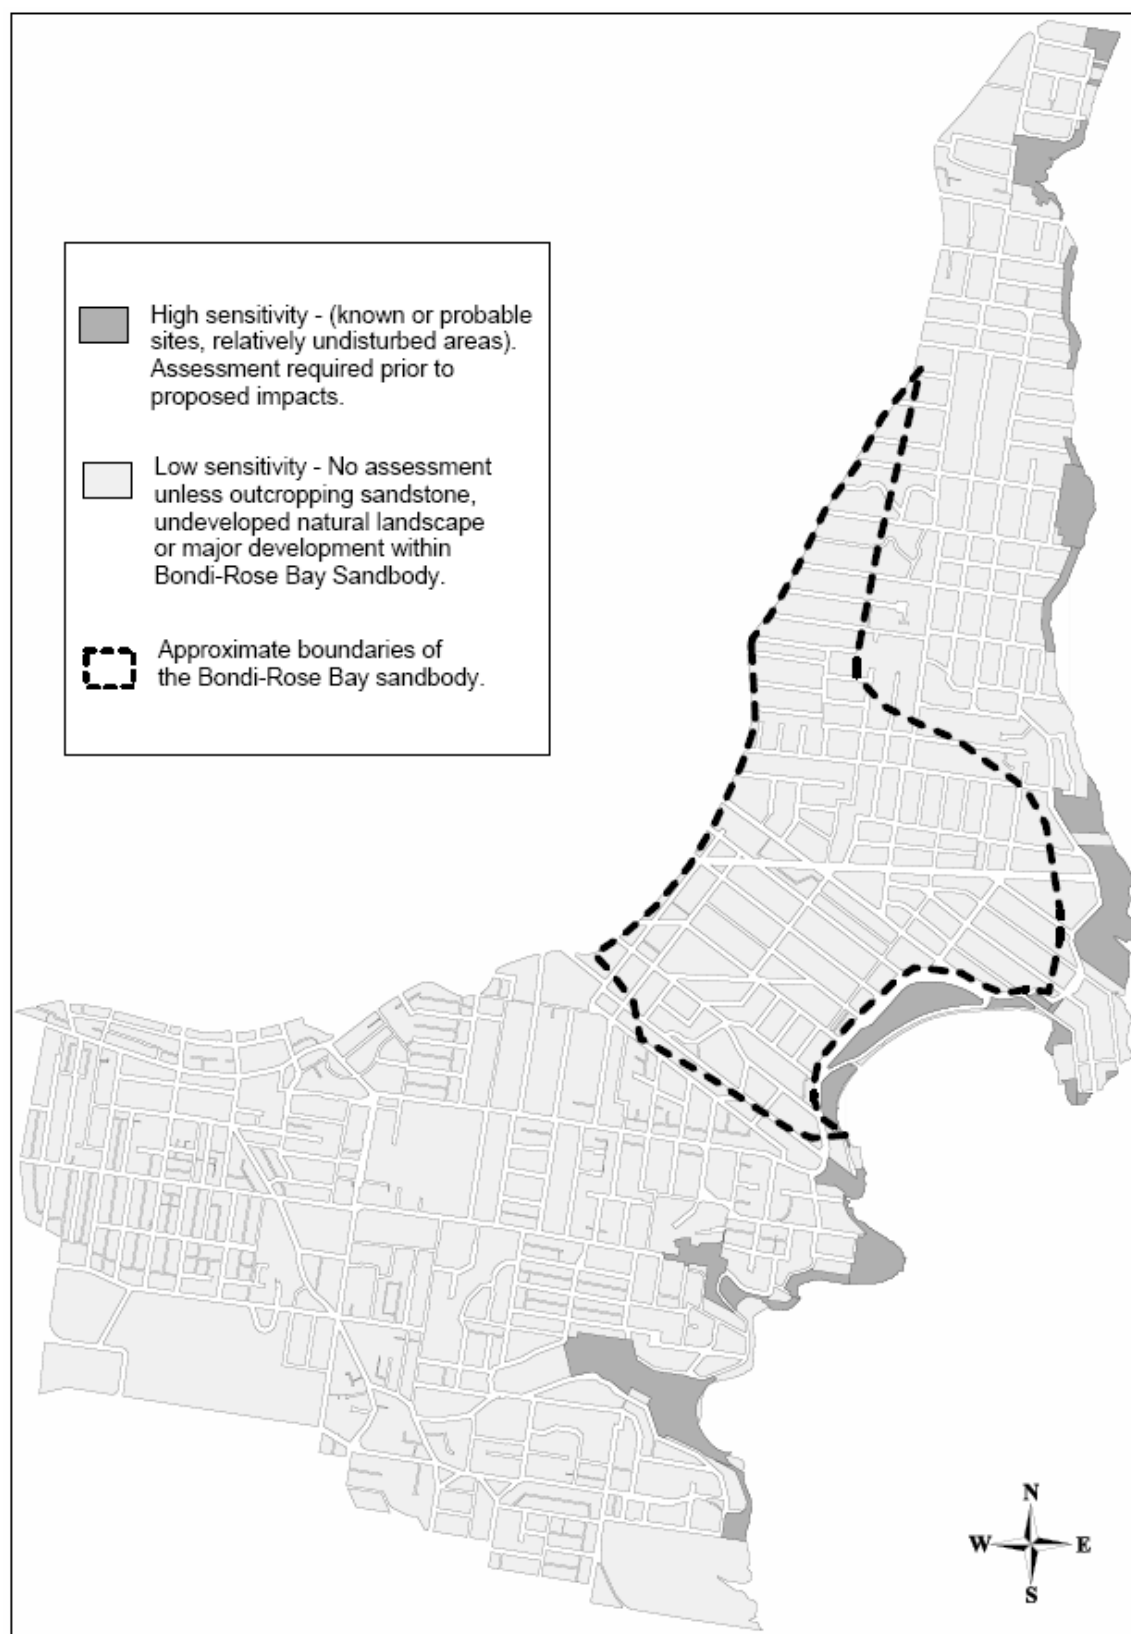 High sensitivity - (known or probable
sites, relatively undisturbed areas).
Assessment required prior to
proposed impacts.
Low sensitivity - No assessment
unless outcropping sandstone,
undeveloped natural landscape
or major development within
Bondi-Rose Bay Sandbody.
Approximate boundaries of
the Bondi-Rose Bay sandbody.
N
W E
S